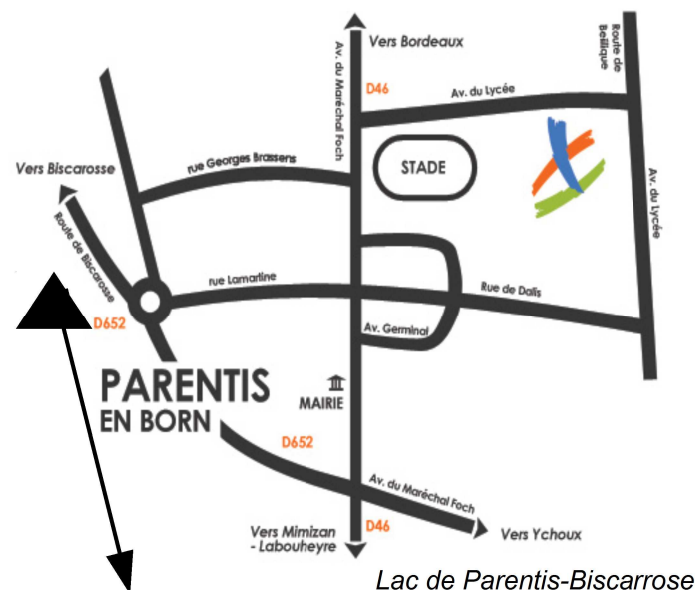 Vers Bordeaux
Av. du Maréchal Foch
D46
Av. du Lycée
Route de
Beillique
Vers Biscarosse
rue Georges Brassens
STADE
Av. du Lycée
Route de Biscarosse
rue Lamartine
Rue de Dalis
D652
Av. Germinal
PARENTIS
EN BORN
MAIRIE
D652
Av. du Maréchal Foch
Vers Mimizan
- Labouheyre
D46
Vers Ychoux
Lac de Parentis-Biscarrose